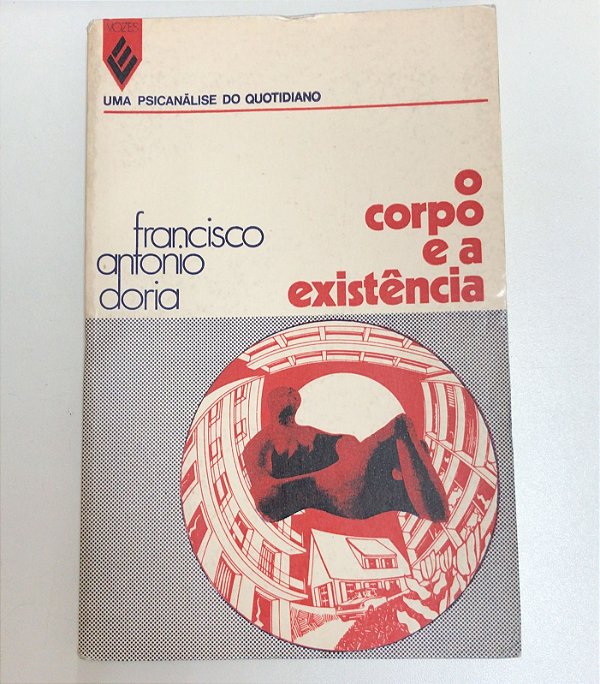 VOZES
UMA PSICANÁLISE DO QUOTIDIANO
o
corpo
e a
existência
francisco
antonio
doria